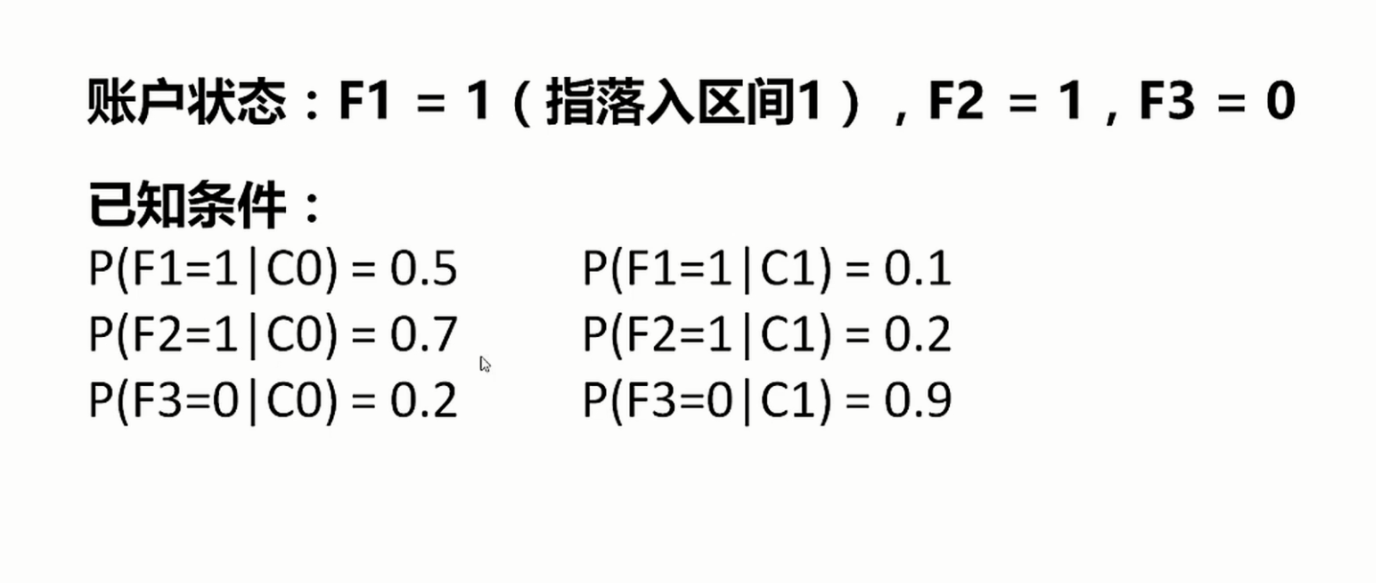 账户状态：F1 = 1（指落入区间1），F2 = 1，F3 = 0
已知条件：
P(F1=1|C0) = 0.5 P(F1=1|C1) = 0.1
P(F2=1|C0) = 0.7 P(F2=1|C1) = 0.2
P(F3=0|C0) = 0.2 P(F3=0|C1) = 0.9